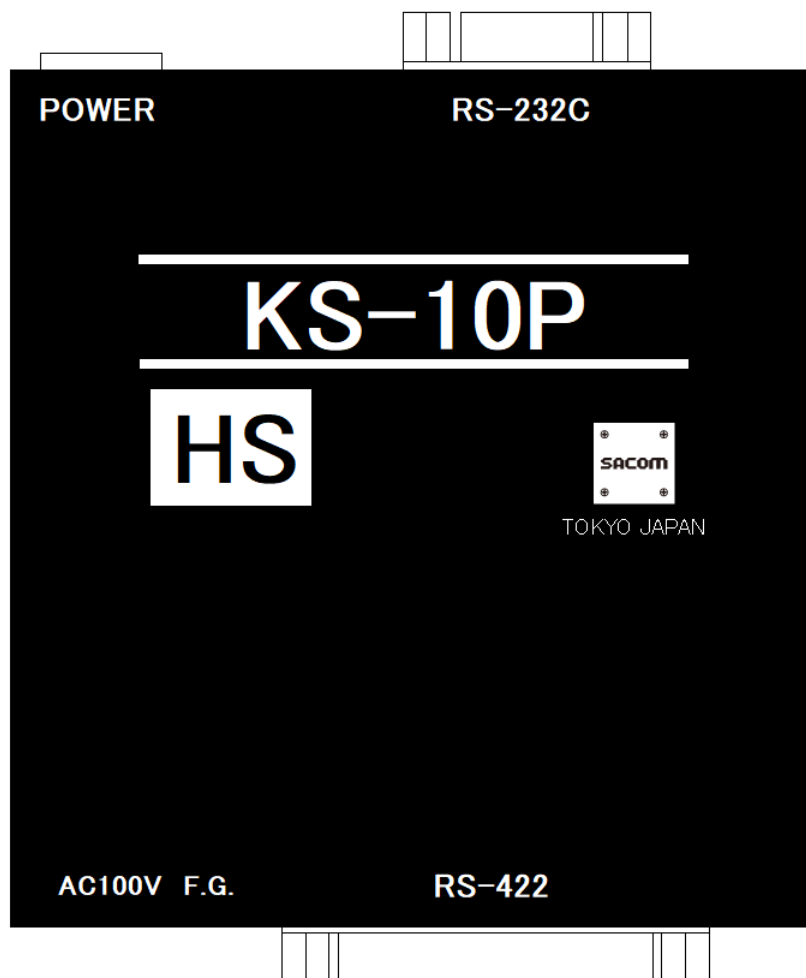 POWER RS-232C
KS-10P
HS
SACOM
TOKYO JAPAN
AC100V F.G. RS-422